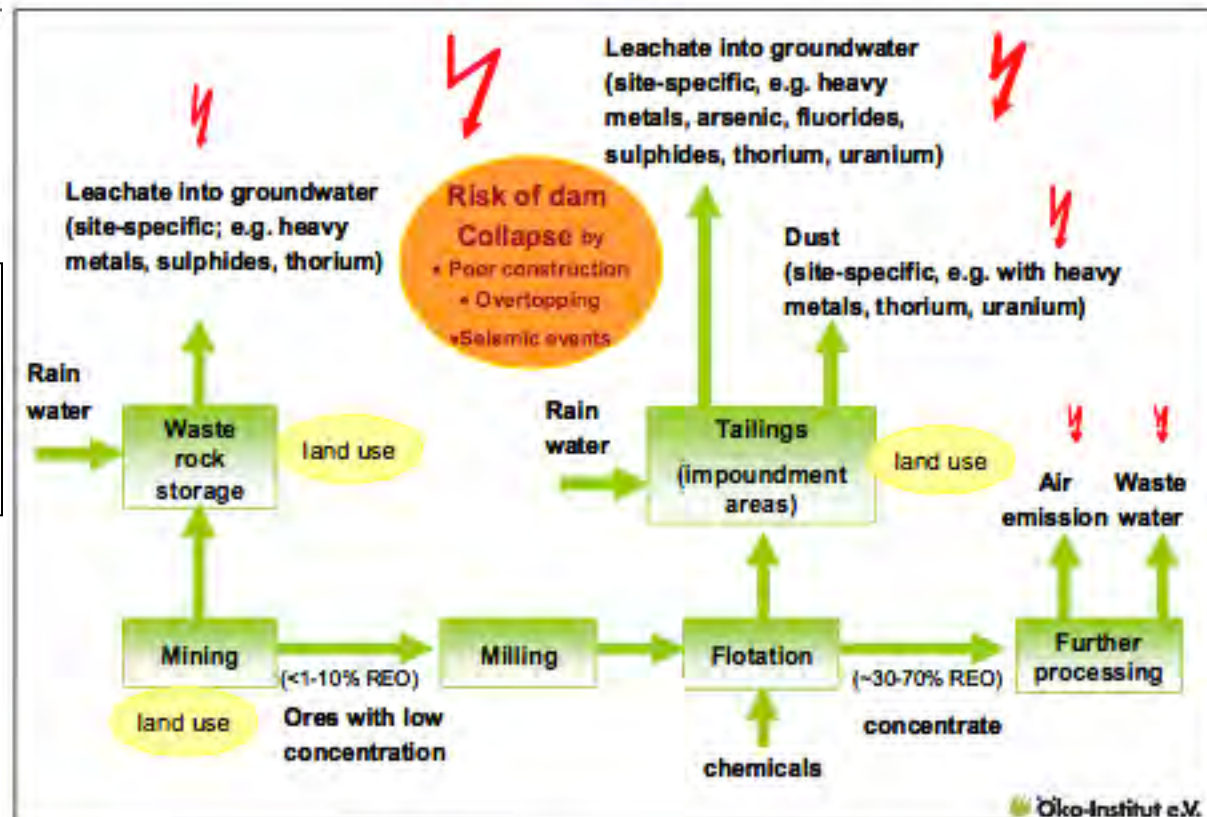 Leachate into groundwater
(site-specific; e.g. heavy
metals, sulphides, thorium)
Risk of dam
Collapse by
• Poor construction
• Overtopping
•Seismic events
Leachate into groundwater
(site-specific, e.g. heavy
metals, arsenic, fluorides,
sulphides, thorium, uranium)
Dust
(site-specific, e.g. with heavy
metals, thorium, uranium)
Rain
water
Waste
rock
storage
land use
Rain
water
Tailings
(impoundment
areas)
land use
Air
emission
Waste
water
Mining
land use
(<1-10% REO)
Ores with low
concentration
Milling
Flotation
chemicals
(~30-70% REO)
concentrate
Further
processing
Öko-Institut e.V.